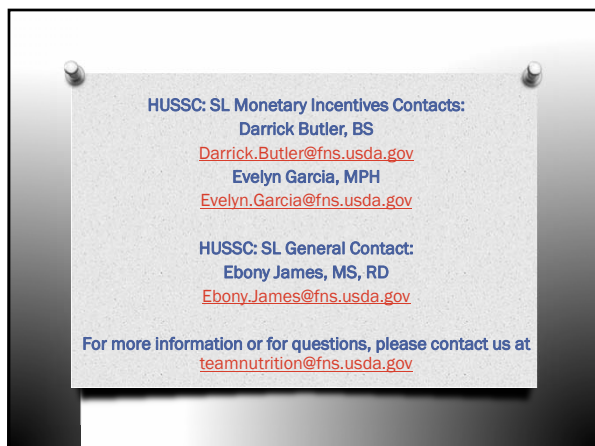 HUSSC: SL Monetary Incentives Contacts:
Darrick Butler, BS
Darrick.Butler@fns.usda.gov
Evelyn Garcia, MPH
Evelyn.Garcia@fns.usda.gov
HUSSC: SL General Contact:
Ebony James, MS, RD
Ebony.James@fns.usda.gov
For more information or for questions, please contact us at
teamnutrition@fns.usda.gov